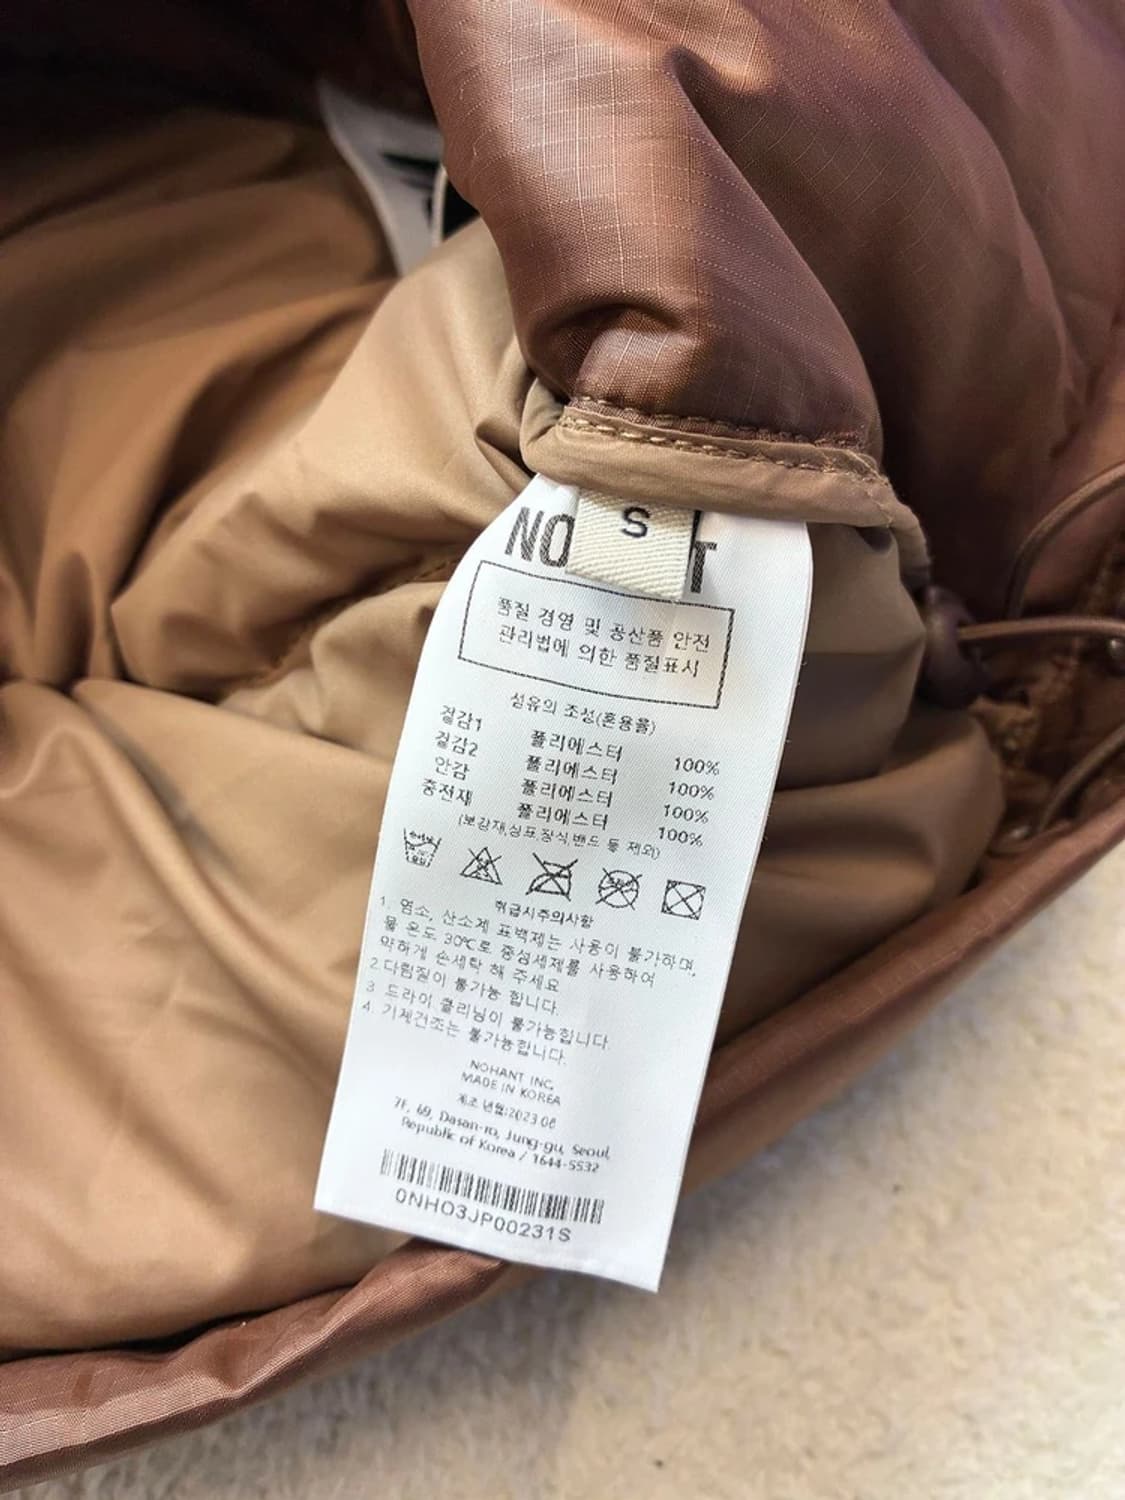 S
NO T
품질 경영 및 공산품 안전
관리법에 의한 품질표시
섬유의 조성(혼용율)
겉감1 폴리에스터 100%
겉감2 폴리에스터 100%
안감 폴리에스터 100%
충전재 폴리에스터 100%
(보강재,심표,장식,밴드 등 제외)
취급시주의사항
1. 염소, 산소계 표백제는 사용이 불가하며,
물 온도 30℃로 중성세제를 사용하여
약하게 손세탁 해 주세요
2.다림질이 불가능 합니다.
3. 드라이 클리닝이 불가능합니다.
4. 기계건조는 불가능합니다.
NOHANT INC.
MADE IN KOREA
제조 년월:2023.08
7F, 69, Dasan-ro, Jung-gu, Seoul,
Republic of Korea / 1644-5532
0NHO3JP00231S